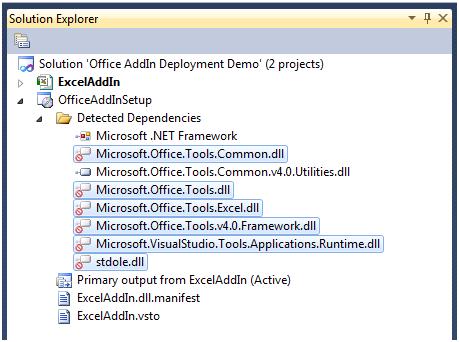 Solution Explorer
Solution 'Office AddIn Deployment Demo' (2 projects)
ExcelAddIn
OfficeAddInSetup
Detected Dependencies
Microsoft .NET Framework
Microsoft.Office.Tools.Common.dll
Microsoft.Office.Tools.Common.v4.0.Utilities.dll
Microsoft.Office.Tools.dll
Microsoft.Office.Tools.Excel.dll
Microsoft.Office.Tools.v4.0.Framework.dll
Microsoft.VisualStudio.Tools.Applications.Runtime.dll
stdole.dll
Primary output from ExcelAddIn (Active)
ExcelAddIn.dll.manifest
ExcelAddIn.vsto